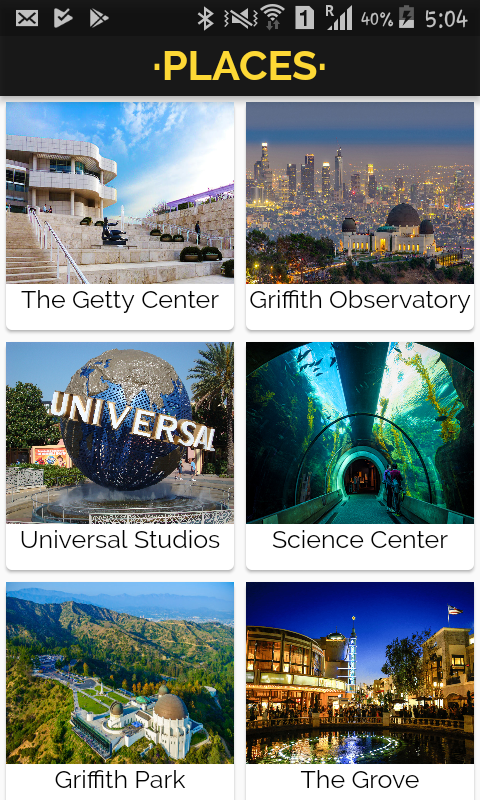 1 R 40% 5:04
·PLACES·
The Getty Center
Griffith Observatory
UNIVERSAL
Universal Studios
Science Center
Griffith Park
The Grove